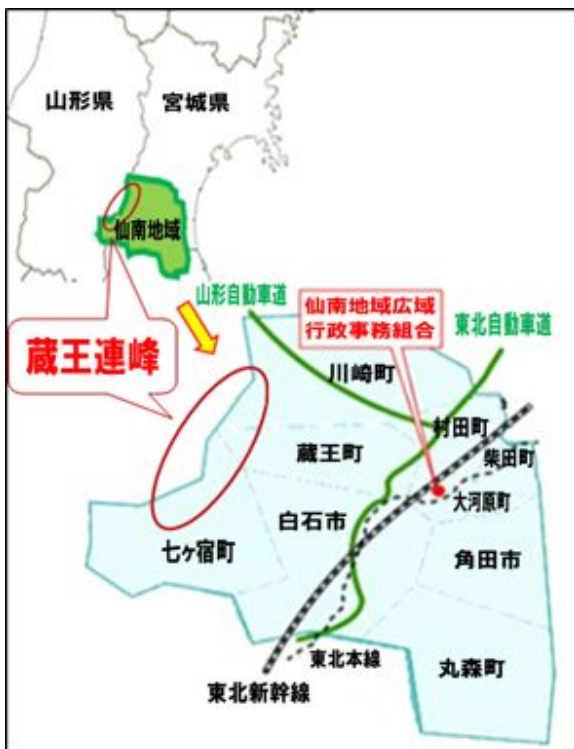 山形県
宮城県
仙南地域
山形自動車道
仙南地域広域
行政事務組合
東北自動車道
蔵王連峰
川崎町
村田町
柴田町
蔵王町
大河原町
白石市
七ヶ宿町
角田市
東北本線
丸森町
東北新幹線